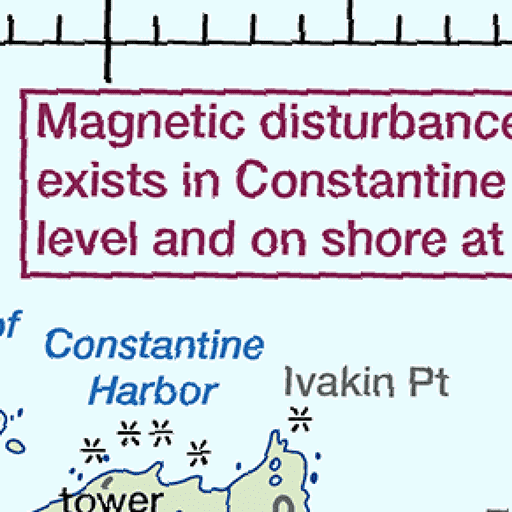 Magnetic disturbance
exists in Constantine
level and on shore at
of
Constantine
Harbor
Ivakin Pt
tower